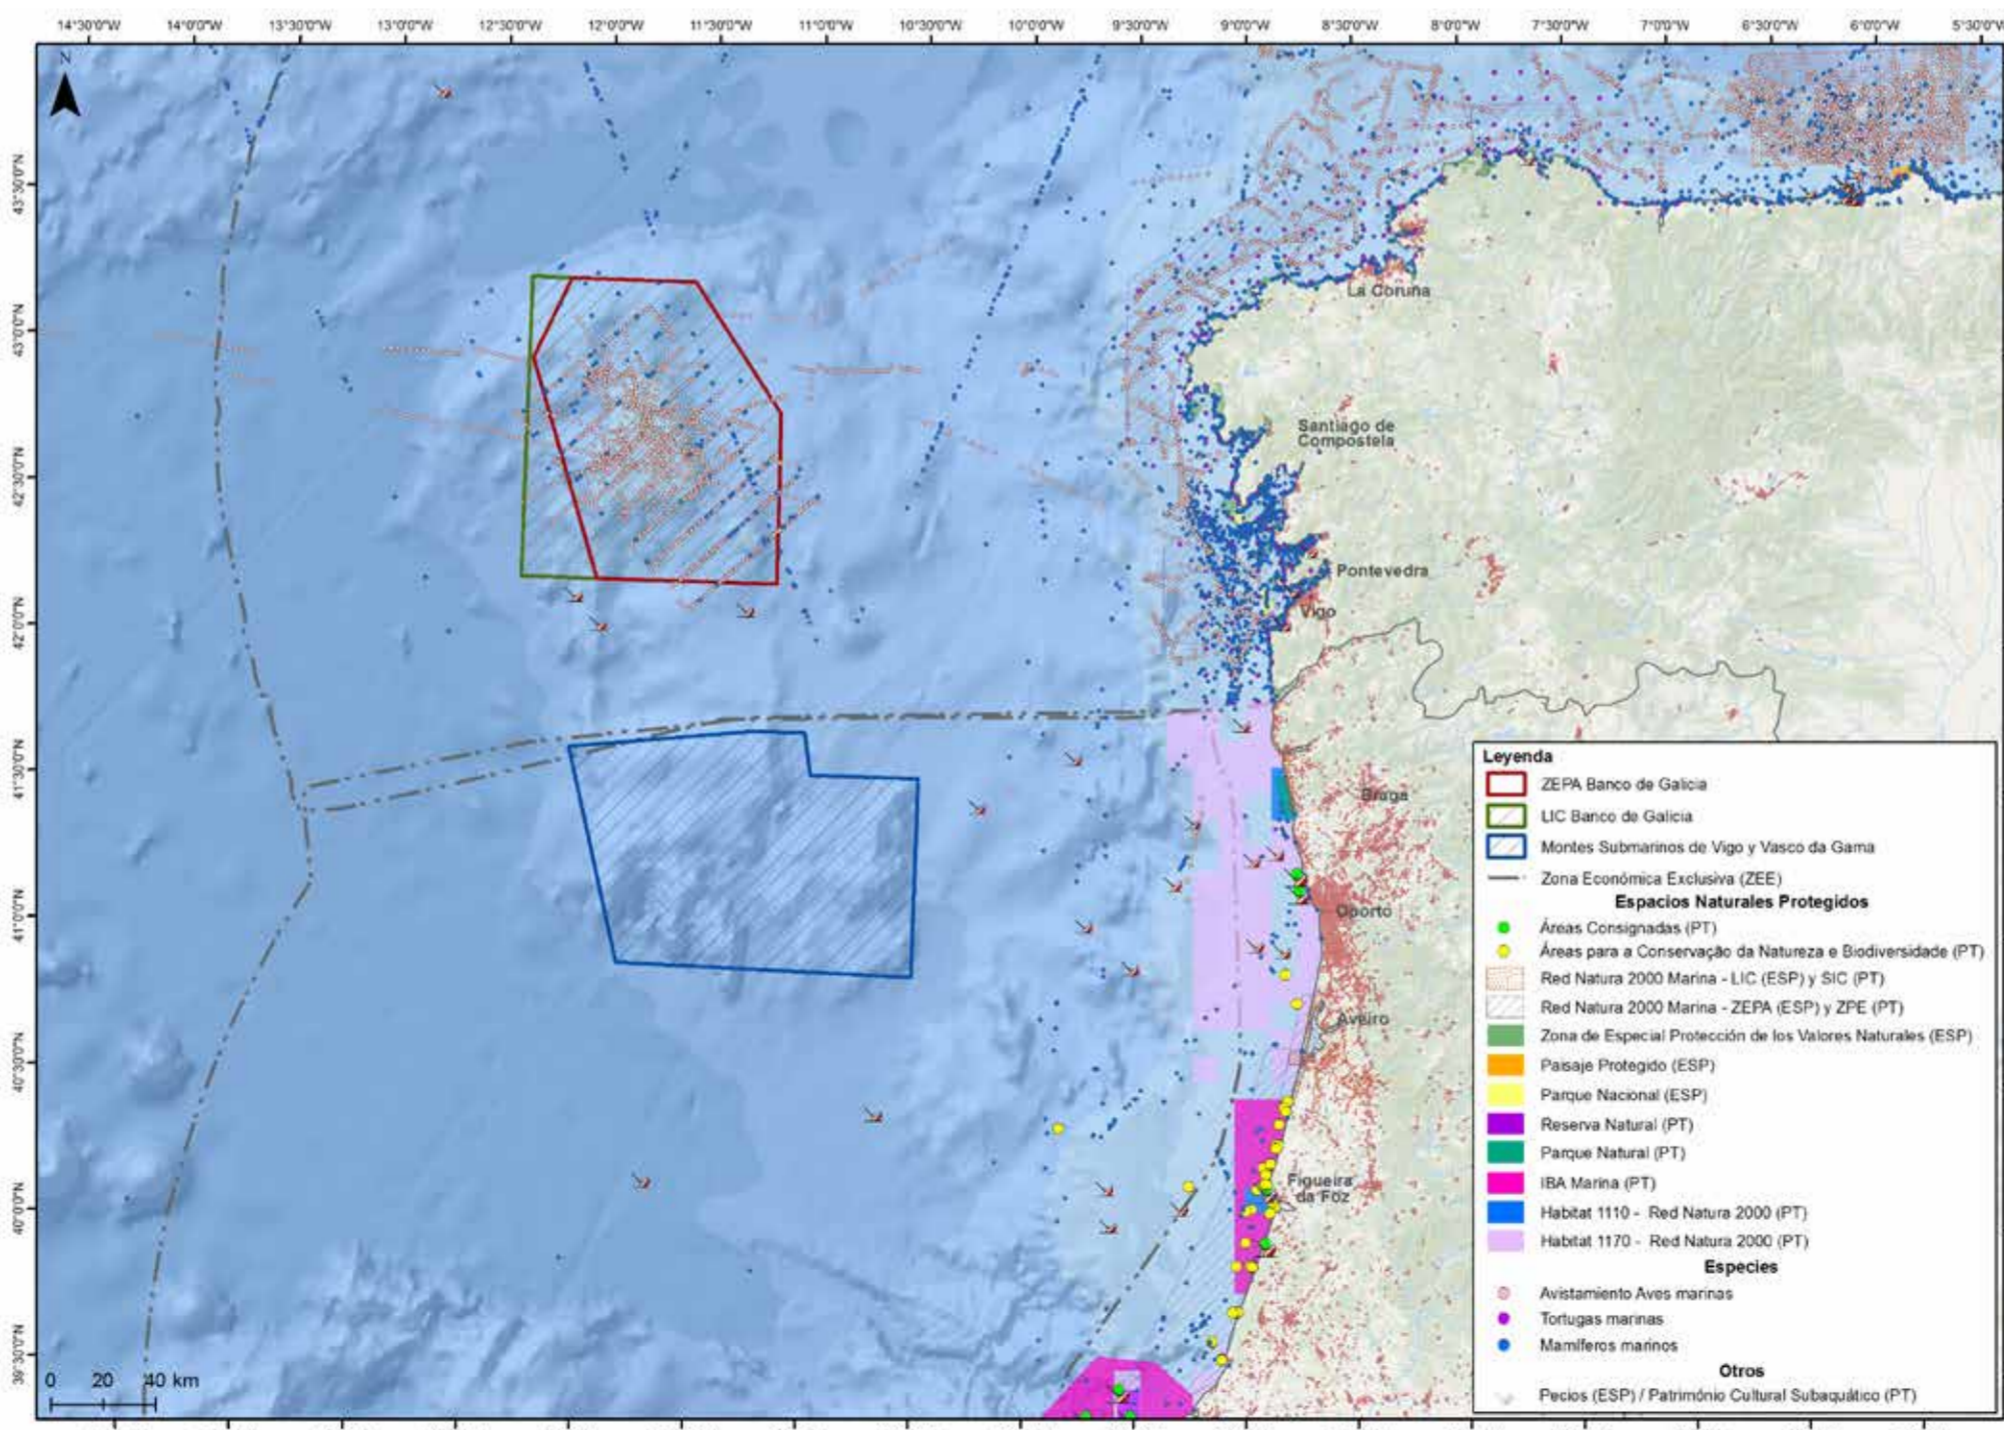 14°30'0"W 14°0'0"W 13°30'0"W 13°0'0"W 12°30'0"W 12°0'0"W 11°30'0"W 11°0'0"W 10°30'0"W 10°0'0"W 9°30'0"W 9°0'0"W 8°30'0"W 8°0'0"W 7°30'0"W 7°0'0"W 6°30'0"W 6°0'0"W 5°30'0"
N
43°30'0"N
43°0'0"N
42°30'0"N
42°0'0"N
41°30'0"N
41°0'0"N
40°30'0"N
40°0'0"N
39°30'0"N
La Coruña
Santiago de
Compostela
Pontevedra
Vigo
Braga
Oporto
Aveiro
Figueira
da Foz
0 20 40 km
Leyenda
ZEPA Banco de Galicia
LIC Banco de Galicia
Montes Submarinos de Vigo y Vasco da Gama
Zona Económica Exclusiva (ZEE)
Espacios Naturales Protegidos
Áreas Consignadas (PT)
Áreas para a Conservação da Natureza e Biodiversidade (PT)
Red Natura 2000 Marina - LIC (ESP) y SIC (PT)
Red Natura 2000 Marina - ZEPA (ESP) y ZPE (PT)
Zona de Especial Protección de los Valores Naturales (ESP)
Paisaje Protegido (ESP)
Parque Nacional (ESP)
Reserva Natural (PT)
Parque Natural (PT)
IBA Marina (PT)
Habitat 1110 - Red Natura 2000 (PT)
Habitat 1170 - Red Natura 2000 (PT)
Especies
Avistamiento Aves marinas
Tortugas marinas
Mamíferos marinos
Otros
Pecios (ESP) / Património Cultural Subaquático (PT)